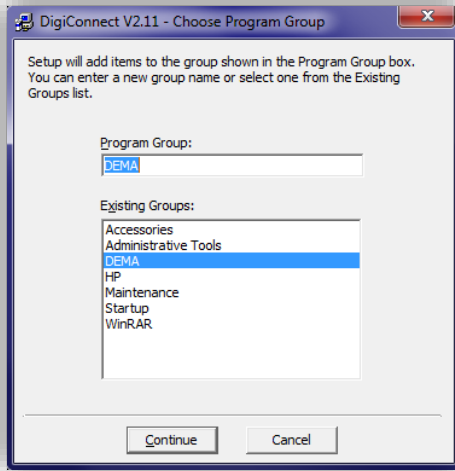 DigiConnect V2.11 - Choose Program Group
Setup will add items to the group shown in the Program Group box.
You can enter a new group name or select one from the Existing
Groups list.
Program Group:
DEMA
Existing Groups:
Accessories
Administrative Tools
DEMA
HP
Maintenance
Startup
WinRAR
Continue
Cancel